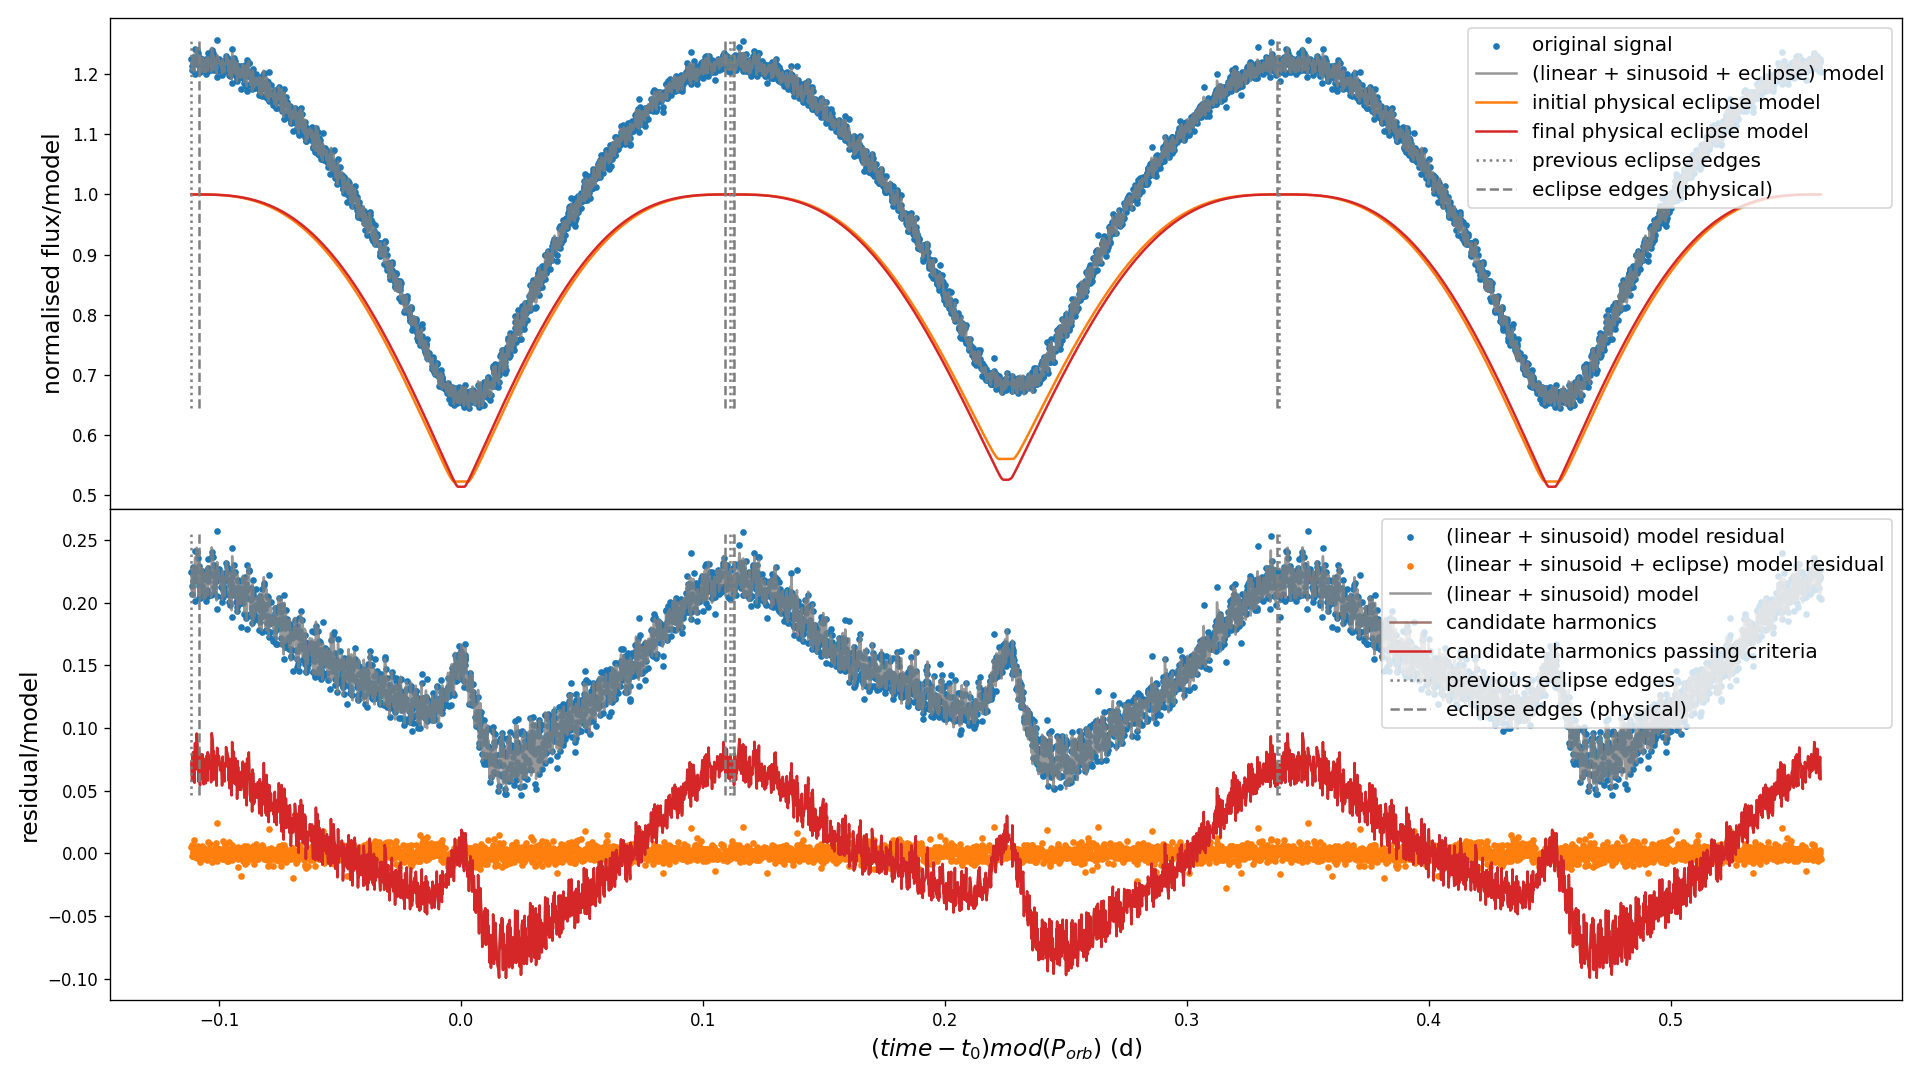 original signal
(linear + sinusoid + eclipse) model
initial physical eclipse model
final physical eclipse model
previous eclipse edges
eclipse edges (physical)
normalised flux/model
1.2
1.1
1.0
0.9
0.8
0.7
0.6
0.5
(linear + sinusoid) model residual
(linear + sinusoid + eclipse) model residual
(linear + sinusoid) model
candidate harmonics
candidate harmonics passing criteria
previous eclipse edges
eclipse edges (physical)
residual/model
0.25
0.20
0.15
0.10
0.05
0.00
−0.05
−0.10
−0.1 0.0 0.1 0.2 0.3 0.4 0.5
(time − t₀)mod(P_orb) (d)